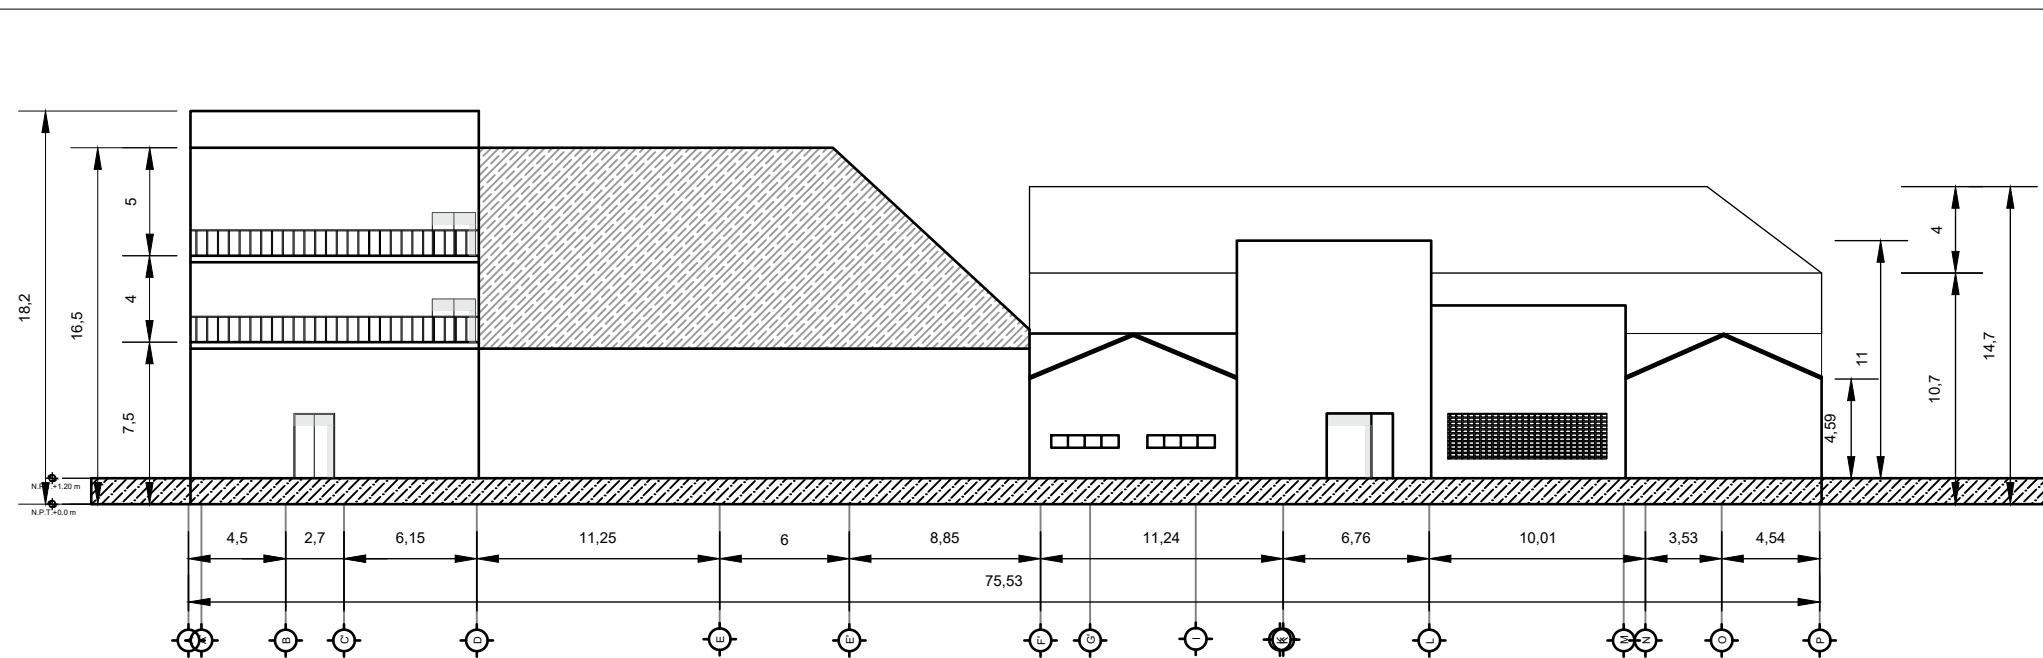 18,2
16,5
5
4
7,5
4
14,7
10,7
11
4,59
N.P.T.+1.20 m
N.P.T.+0.0 m
4,5 2,7 6,15 11,25 6 8,85 11,24 6,76 10,01 3,53 4,54
75,53
B C' D E E' F' G' I K L M N O P